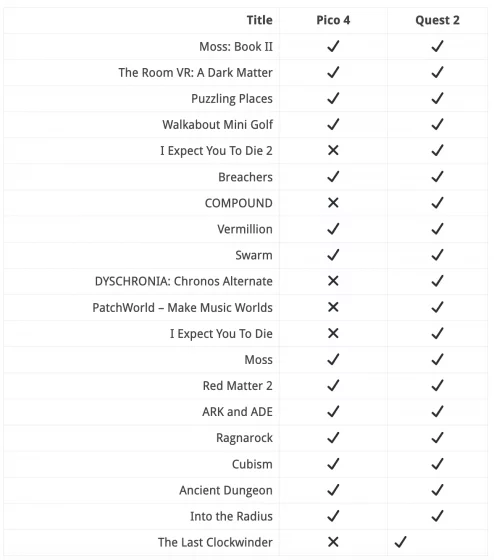 Title Pico 4 Quest 2
Moss: Book II ✓ ✓
The Room VR: A Dark Matter ✓ ✓
Puzzling Places ✓ ✓
Walkabout Mini Golf ✓ ✓
I Expect You To Die 2 ✕ ✓
Breachers ✓ ✓
COMPOUND ✕ ✓
Vermillion ✓ ✓
Swarm ✓ ✓
DYSCHRONIA: Chronos Alternate ✕ ✓
PatchWorld – Make Music Worlds ✕ ✓
I Expect You To Die ✕ ✓
Moss ✓ ✓
Red Matter 2 ✓ ✓
ARK and ADE ✓ ✓
Ragnarock ✓ ✓
Cubism ✓ ✓
Ancient Dungeon ✓ ✓
Into the Radius ✓ ✓
The Last Clockwinder ✕ ✓